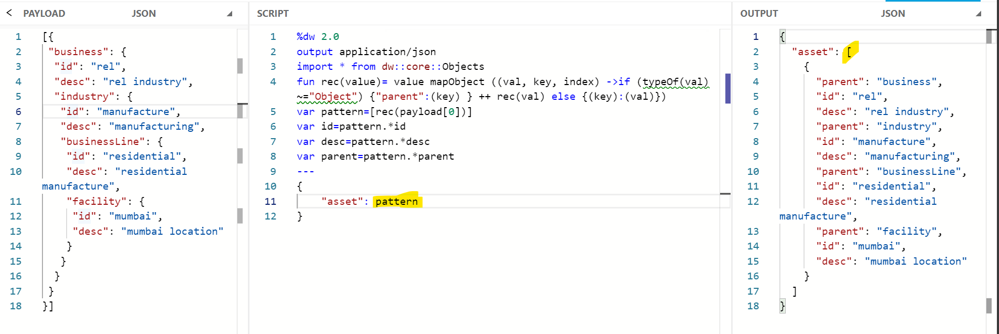 < PAYLOAD JSON
1 [{
2 "business": {
3 "id": "rel",
4 "desc": "rel industry",
5 "industry": {
6 "id": "manufacture",
7 "desc": "manufacturing",
8 "businessLine": {
9 "id": "residential",
10 "desc": "residential
manufacture",
11 "facility": {
12 "id": "mumbai",
13 "desc": "mumbai location"
14 }
15 }
16 }
17 }
18 }]
SCRIPT
1 %dw 2.0
2 output application/json
3 import * from dw::core::Objects
4 fun rec(value)= value mapObject ((val, key, index) ->if (typeOf(val)
~="Object") {"parent":(key) } ++ rec(val) else {(key):(val)})
5 var pattern=[rec(payload[0])]
6 var id=pattern.*id
7 var desc=pattern.*desc
8 var parent=pattern.*parent
9 ---
10 {
11 "asset": pattern
12 }
OUTPUT JSON
1 {
2 "asset": [
3 {
4 "parent": "business",
5 "id": "rel",
6 "desc": "rel industry",
7 "parent": "industry",
8 "id": "manufacture",
9 "desc": "manufacturing",
10 "parent": "businessLine",
11 "id": "residential",
12 "desc": "residential
manufacture",
13 "parent": "facility",
14 "id": "mumbai",
15 "desc": "mumbai location"
16 }
17 ]
18 }